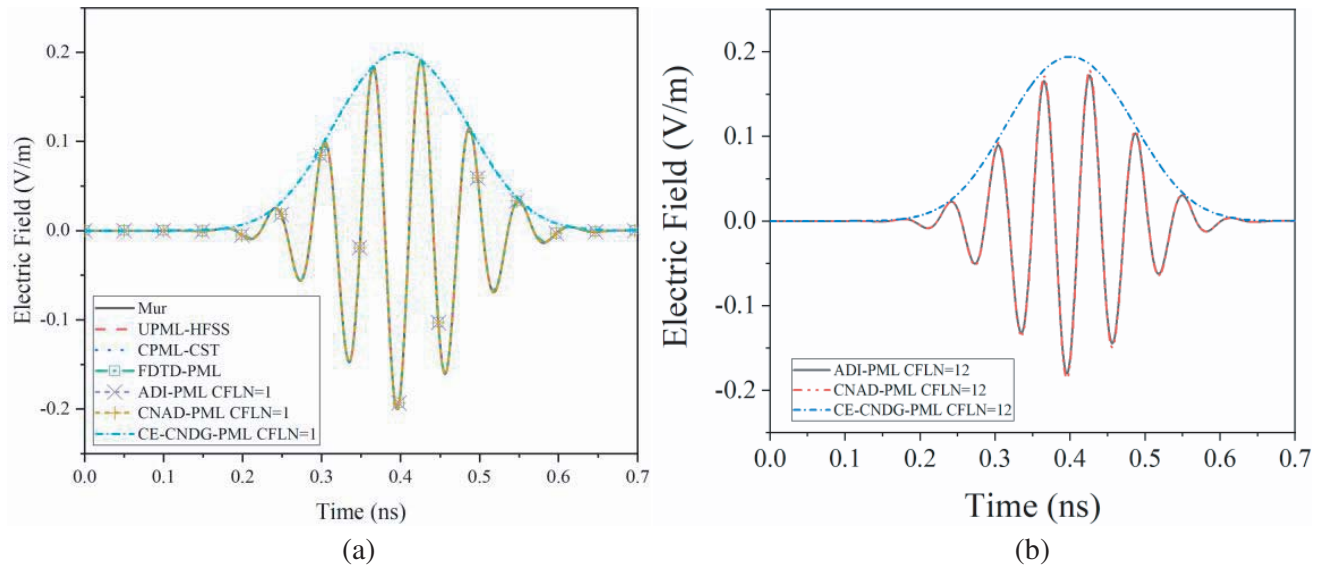 0.2
0.1
0.0
-0.1
-0.2
Electric Field (V/m)
Mur
UPML-HFSS
CPML-CST
FDTD-PML
ADI-PML CFLN=1
CNAD-PML CFLN=1
CE-CNDG-PML CFLN=1
0.0 0.1 0.2 0.3 0.4 0.5 0.6 0.7
Time (ns)
(a)
0.2
0.1
0.0
-0.1
-0.2
Electric Field (V/m)
ADI-PML CFLN=12
CNAD-PML CFLN=12
CE-CNDG-PML CFLN=12
0.0 0.1 0.2 0.3 0.4 0.5 0.6 0.7
Time (ns)
(b)